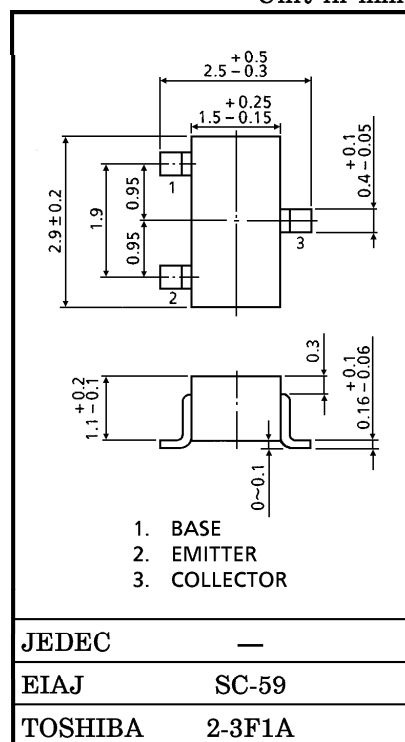 +0.5
2.5 −0.3
+0.25
1.5 −0.15
2.9 ± 0.2
1.9
0.95
0.95
1
2
3
+0.1
0.4 −0.05
+0.2
1.1 −0.1
0.3
+0.1
0.16 −0.06
0~0.1
1. BASE
2. EMITTER
3. COLLECTOR
JEDEC —
EIAJ SC-59
TOSHIBA 2-3F1A